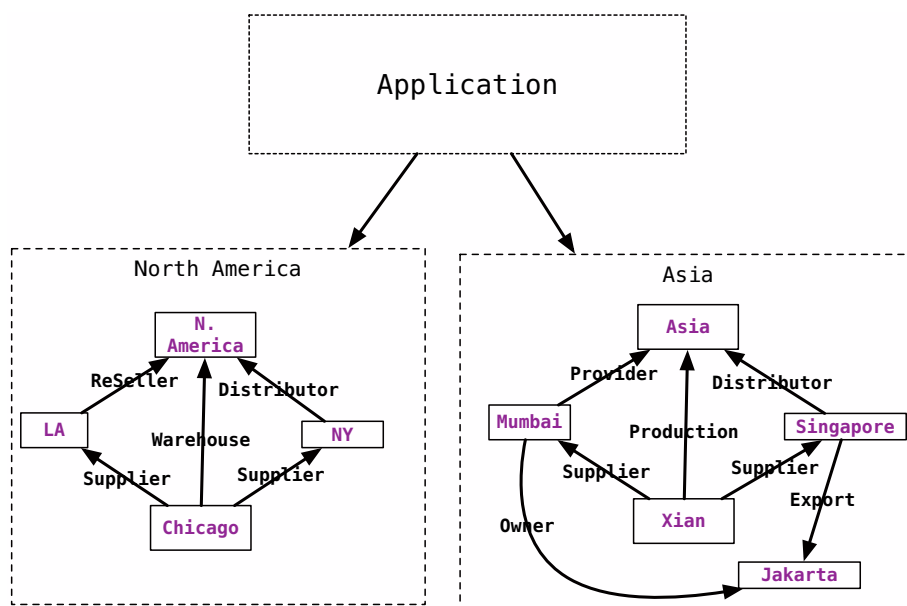 Application
North America
N.
America
ReSeller
Distributor
LA
Warehouse
NY
Supplier
Supplier
Chicago
Asia
Asia
Provider
Distributor
Mumbai
Production
Singapore
Supplier
Supplier
Export
Xian
Owner
Jakarta